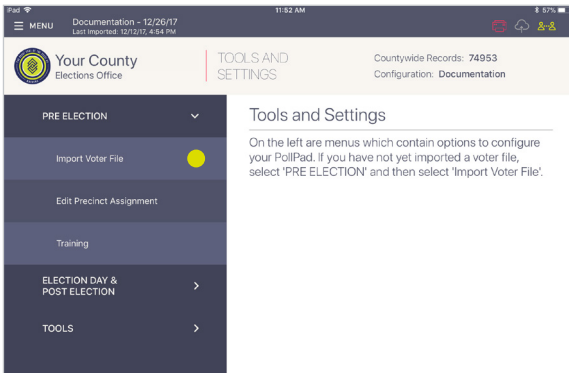 iPad
11:52 AM
57%
MENU
Documentation - 12/26/17
Last Imported: 12/12/17, 4:54 PM
Your County
Elections Office
TOOLS AND
SETTINGS
Countywide Records: 74953
Configuration: Documentation
PRE ELECTION
Import Voter File
Edit Precinct Assignment
Training
ELECTION DAY &
POST ELECTION
TOOLS
Tools and Settings
On the left are menus which contain options to configure
your PollPad. If you have not yet imported a voter file,
select 'PRE ELECTION' and then select 'Import Voter File'.